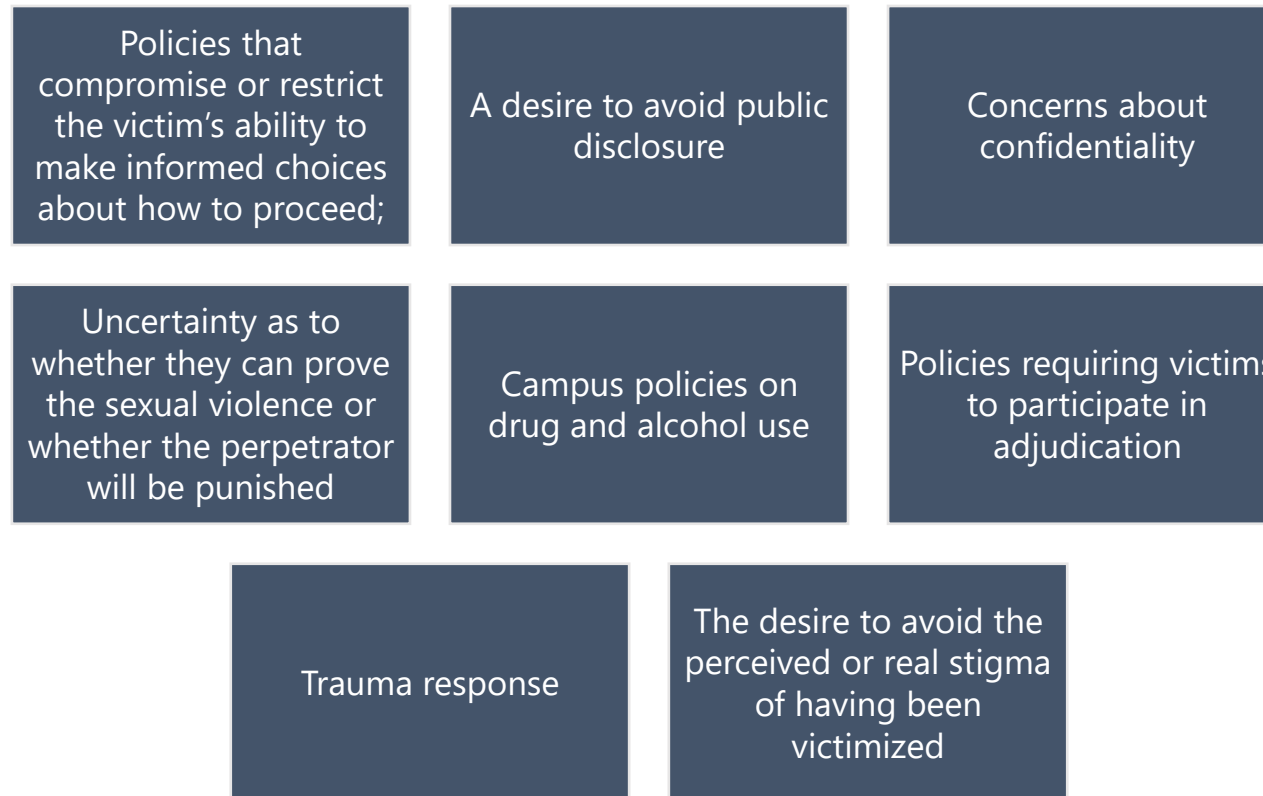 Policies that
compromise or restrict
the victim's ability to
make informed choices
about how to proceed;
A desire to avoid public
disclosure
Concerns about
confidentiality
Uncertainty as to
whether they can prove
the sexual violence or
whether the perpetrator
will be punished
Campus policies on
drug and alcohol use
Policies requiring victims
to participate in
adjudication
Trauma response
The desire to avoid the
perceived or real stigma
of having been
victimized